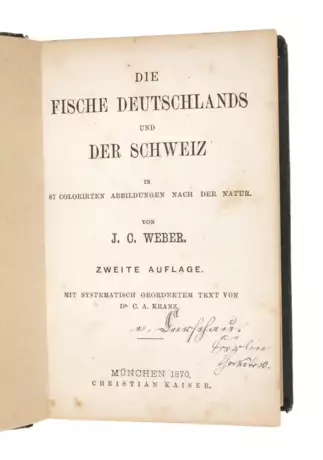 DIE
FISCHE DEUTSCHLANDS
UND
DER SCHWEIZ
IN
67 COLORIRTEN ABBILDUNGEN NACH DER NATUR.
VON
J. C. WEBER.
ZWEITE AUFLAGE.
MIT SYSTEMATISCH GEORDNETEM TEXT VON
DR. C. A. KRANZ.
MÜNCHEN 1870.
CHRISTIAN KAISER.